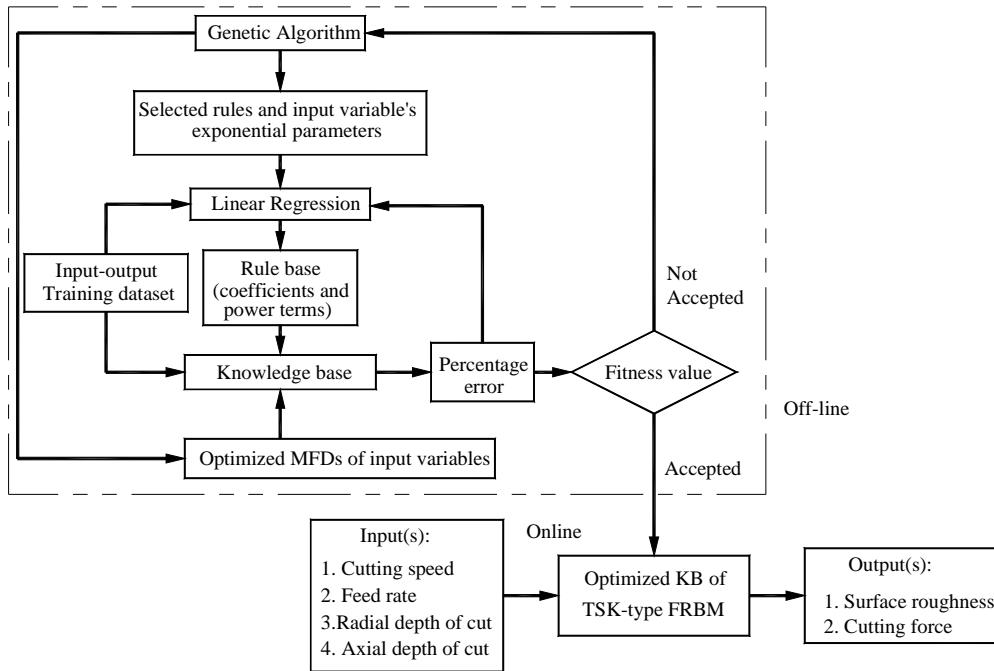 Genetic Algorithm
Selected rules and input variable's
exponential parameters
Linear Regression
Input-output
Training dataset
Rule base
(coefficients and
power terms)
Not
Accepted
Knowledge base
Percentage
error
Fitness value
Off-line
Optimized MFDs of input variables
Accepted
Input(s):
1. Cutting speed
2. Feed rate
3.Radial depth of cut
4. Axial depth of cut
Online
Optimized KB of
TSK-type FRBM
Output(s):
1. Surface roughness
2. Cutting force